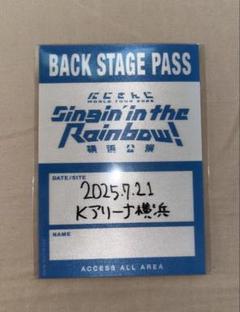 BACK STAGE PASS
にじさんじ
WORLD TOUR 2025
Singin' in the
Rainbow!
横浜公演
DATE/SITE
2025.7.21
Kアリーナ横浜
NAME
ACCESS ALL AREA